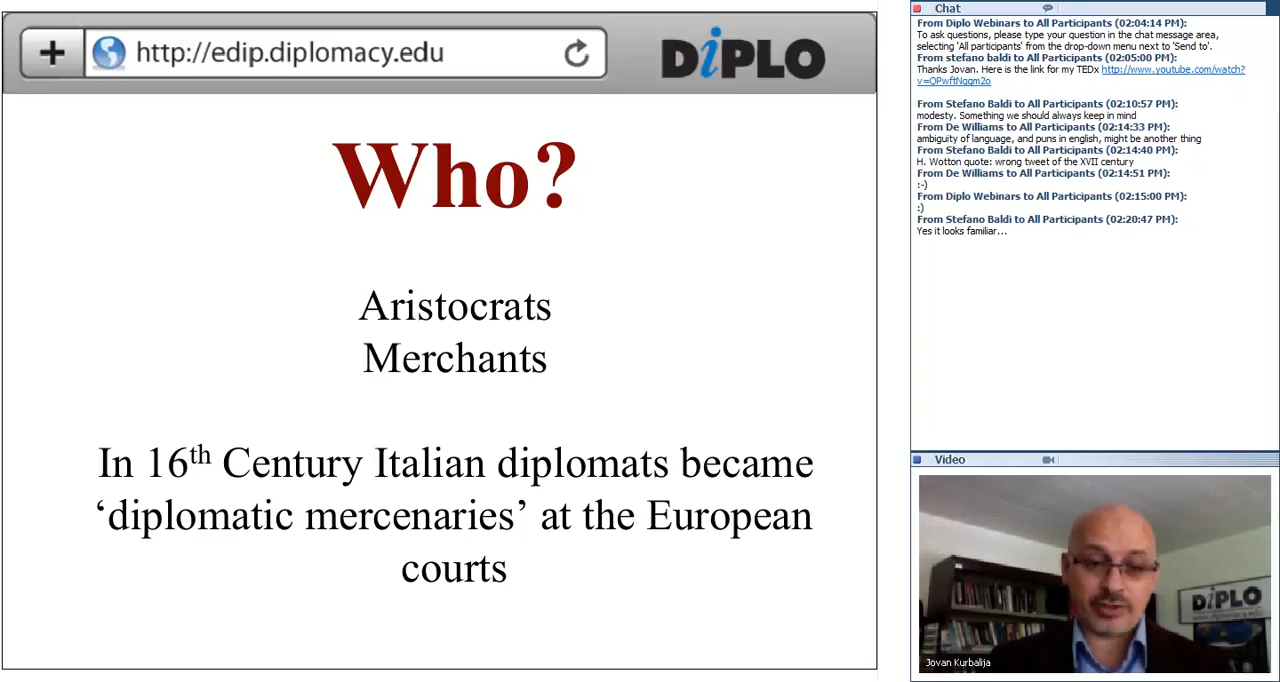 http://edip.diplomacy.edu
DiPLO
Who?
Aristocrats
Merchants
In 16th Century Italian diplomats became
‘diplomatic mercenaries’ at the European
courts
Chat
From Diplo Webinars to All Participants (02:04:14 PM):
To ask questions, please type your question in the chat message area,
selecting 'All participants' from the drop-down menu next to 'Send to'.
From stefano baldi to All Participants (02:05:00 PM):
Thanks Jovan. Here is the link for my TEDx http://www.youtube.com/watch?
From Stefano Baldi to All Participants (02:10:57 PM):
modesty. Something we should always keep in mind
From De Williams to All Participants (02:14:33 PM):
ambiguity of language, and puns in english, might be another thing
From Stefano Baldi to All Participants (02:14:40 PM):
H. Wotton quote: wrong tweet of the XVII century
From De Williams to All Participants (02:14:51 PM):
:-)
From Diplo Webinars to All Participants (02:15:00 PM):
:)
From Stefano Baldi to All Participants (02:20:47 PM):
Yes it looks familiar...
Video
DiPLO
www.diplomacy.edu
Jovan Kurbalija